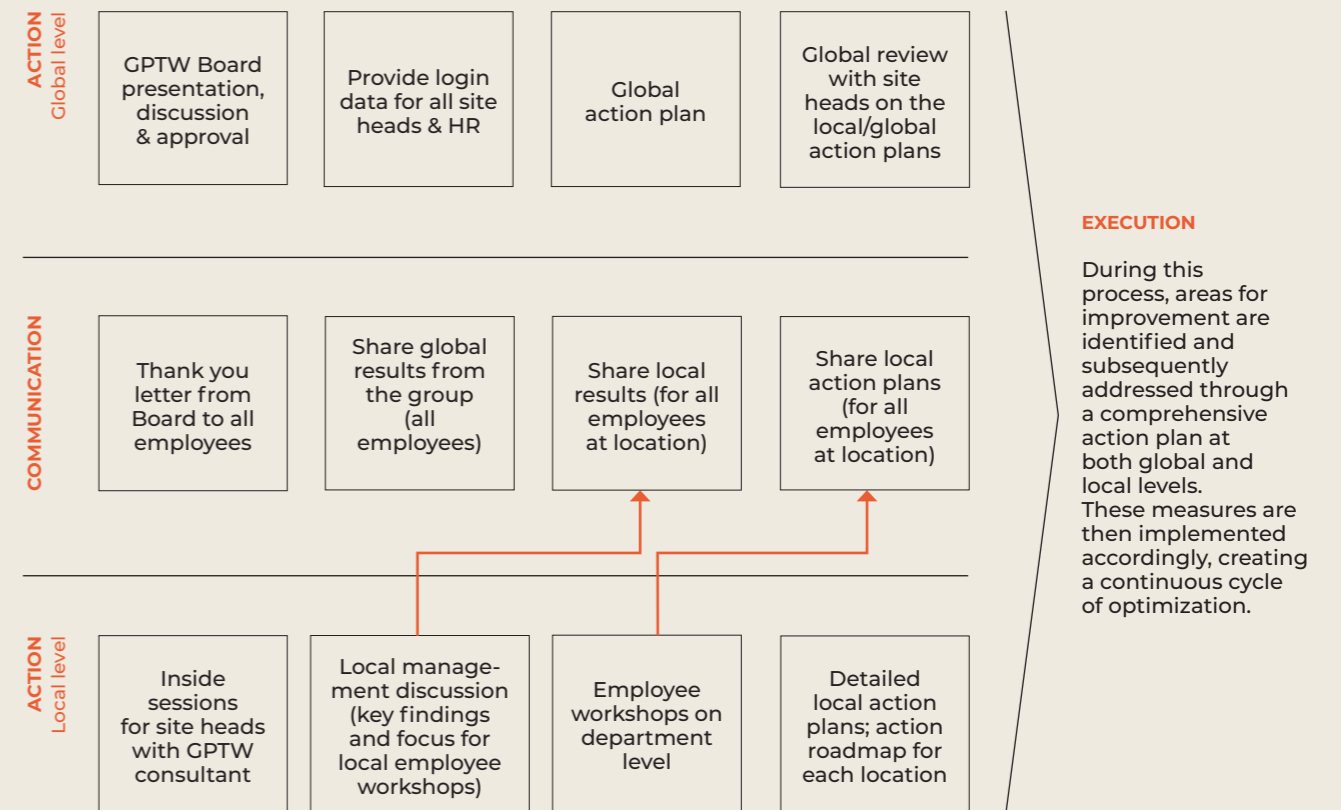 ACTION
Global level
GPTW Board
presentation,
discussion
& approval
Provide login
data for all site
heads & HR
Global
action plan
Global review
with site
heads on the
local/global
action plans
COMMUNICATION
Thank you
letter from
Board to all
employees
Share global
results from
the group
(all
employees)
Share local
results (for all
employees
at location)
Share local
action plans
(for all
employees
at location)
ACTION
Local level
Inside
sessions
for site heads
with GPTW
consultant
Local manage-
ment discussion
(key findings
and focus for
local employee
workshops)
Employee
workshops on
department
level
Detailed
local action
plans; action
roadmap for
each location
EXECUTION
During this
process, areas for
improvement are
identified and
subsequently
addressed through
a comprehensive
action plan at
both global and
local levels.
These measures are
then implemented
accordingly, creating
a continuous cycle
of optimization.